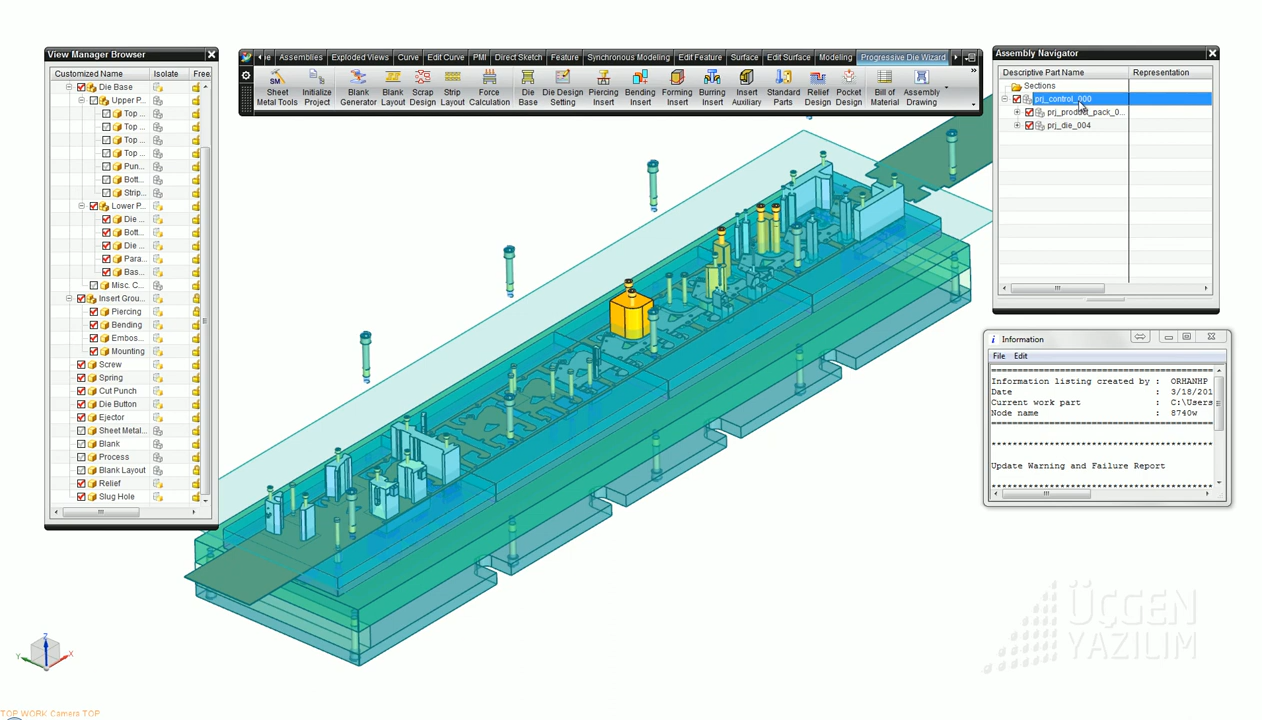 View Manager Browser
Customized Name Isolate Free.
Die Base
Upper P...
Top ...
Top ...
Top ...
Pun...
Bott...
Strip...
Lower P...
Die ...
Bott...
Die ...
Para...
Bas...
Misc. C...
Insert Grou...
Piercing
Bending
Embos...
Mounting
Screw
Spring
Cut Punch
Die Button
Ejector
Sheet Metal...
Blank
Process
Blank Layout
Relief
Slug Hole
Assemblies Exploded Views Curve Edit Curve PMI Direct Sketch Feature Synchronous Modeling Edit Feature Surface Edit Surface Modeling Progressive Die Wizard
SM
Sheet Metal Tools
Initialize Project
Blank Generator
Blank Layout
Scrap Design
Strip Layout
Force Calculation
Die Base
Die Design Setting
Piercing Insert
Bending Insert
Forming Insert
Burring Insert
Insert Auxiliary
Standard Parts
Relief Design
Pocket Design
Bill of Material
Assembly Drawing
Assembly Navigator
Descriptive Part Name Representation
Sections
prj_control_000
prj_product_pack_0...
prj_die_004
Information
File Edit
Information listing created by : ORHANHP
Date : 3/18/201
Current work part : C:\Users
Node name : 8740w
Update Warning and Failure Report
ÜÇGEN
YAZILIM
Z
Y
X
TOP WORK Camera TOP